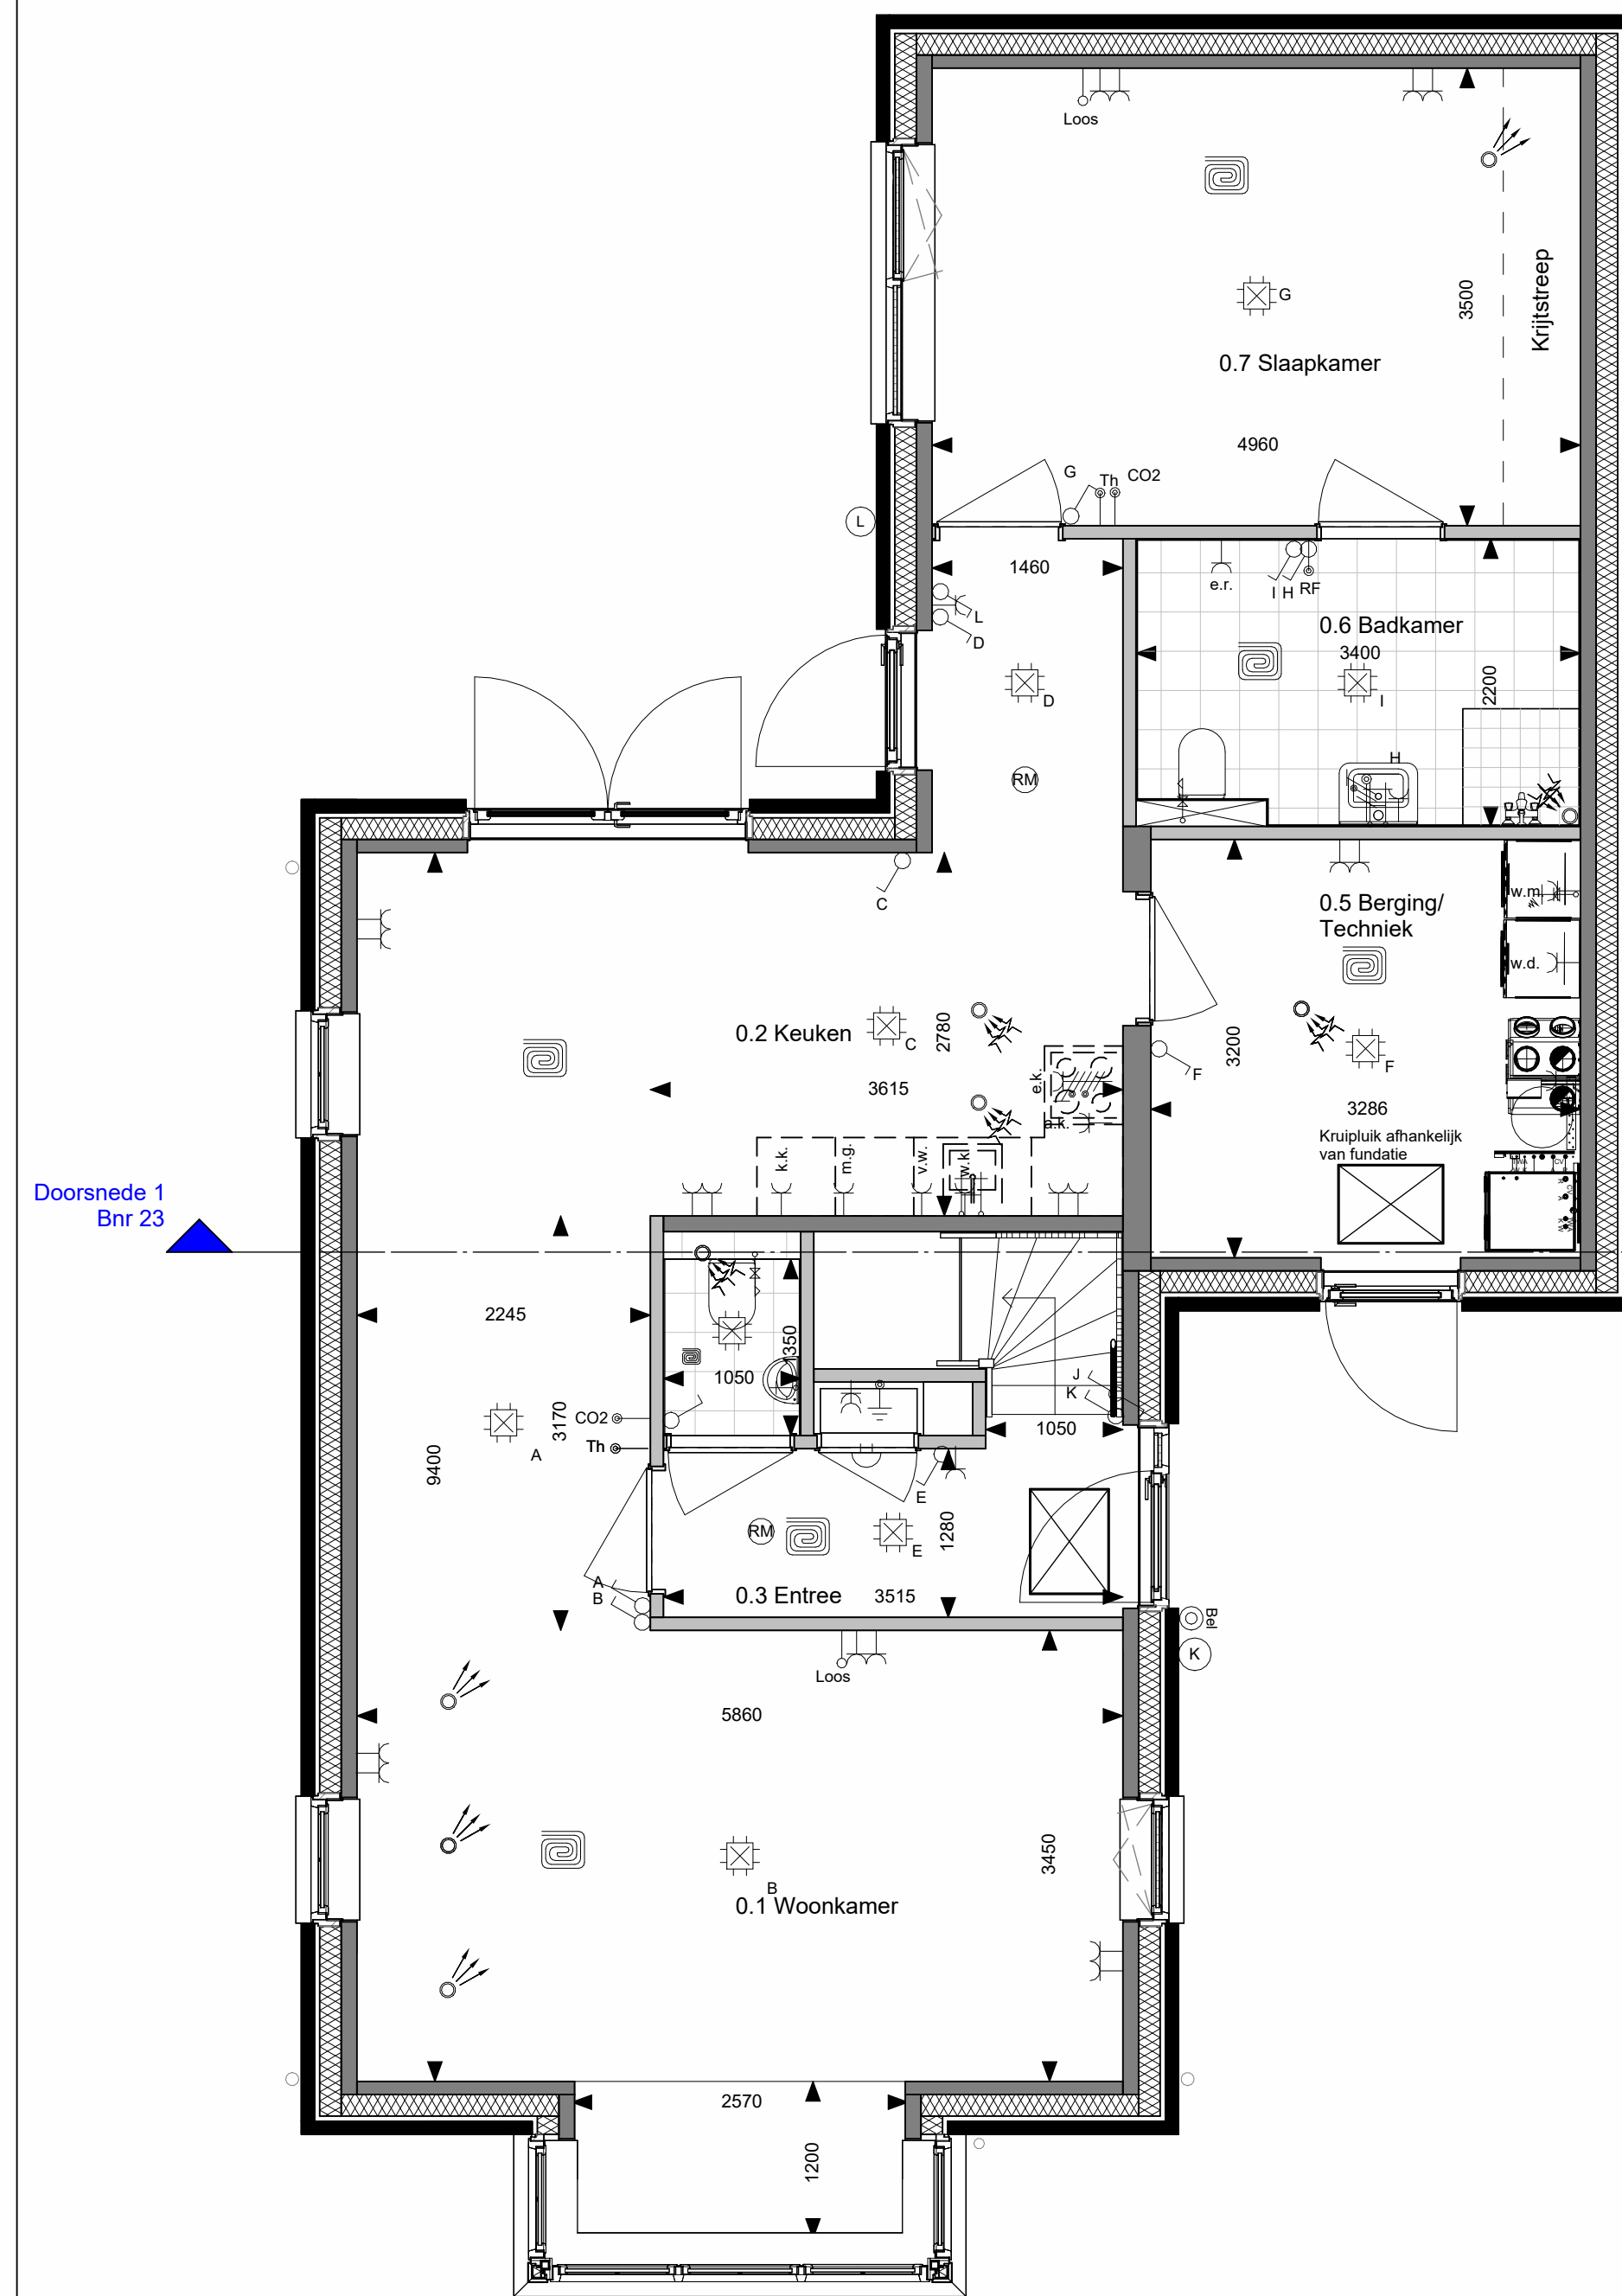 Loos
G
3500
Krijtstreep
0.7 Slaapkamer
4960
G
Th
CO2
L
1460
e.r.
I
H
RF
L
D
0.6 Badkamer
3400
2200
D
I
RM
H
C
0.5 Berging/
Techniek
w.m.
w.d.
0.2 Keuken
C
2780
3200
F
F
3615
e.k.
a.k.
3286
Kruipluik afhankelijk
van fundatie
k.k.
m.g.
v.w.
w.k.
Doorsnede 1
Bnr 23
2245
350
1050
J
K
CO2
3170
1050
Th
A
9400
E
RM
E
1280
A
B
0.3 Entree
3515
Bel
K
Loos
5860
3450
B
0.1 Woonkamer
2570
1200